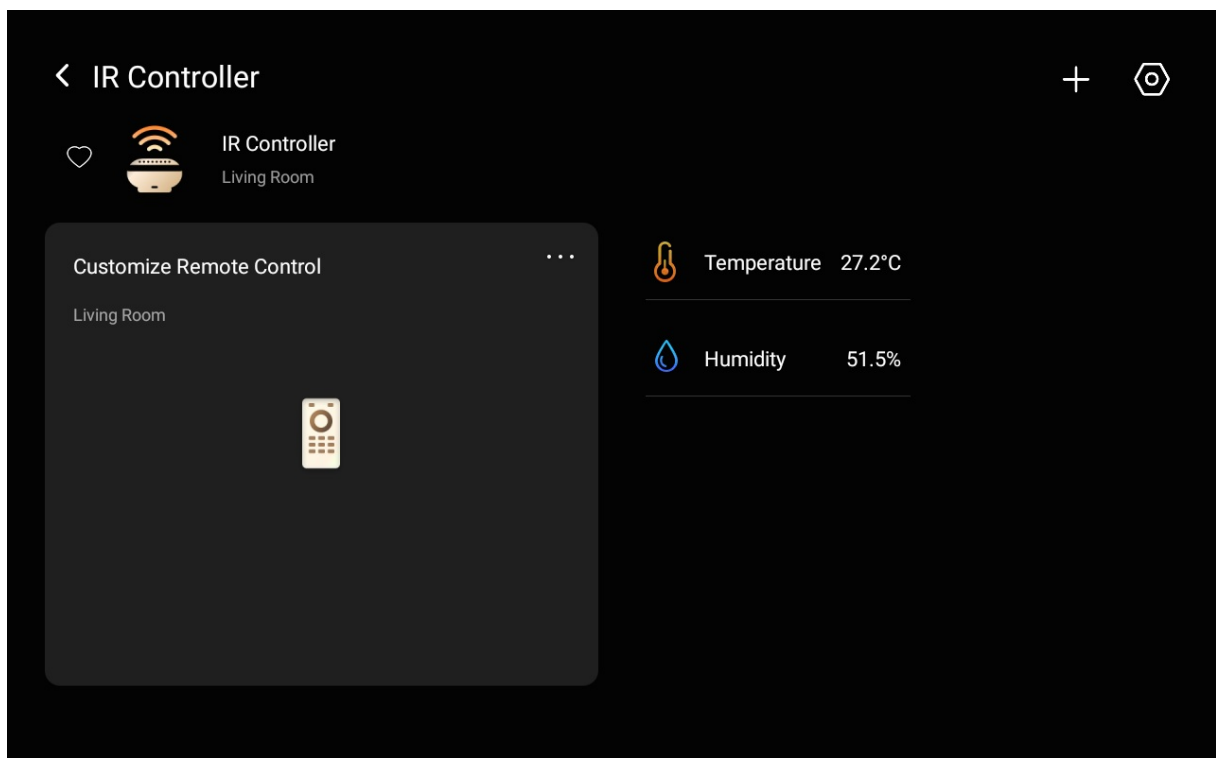 IR Controller
IR Controller
Living Room
Customize Remote Control
Living Room
Temperature 27.2°C
Humidity 51.5%